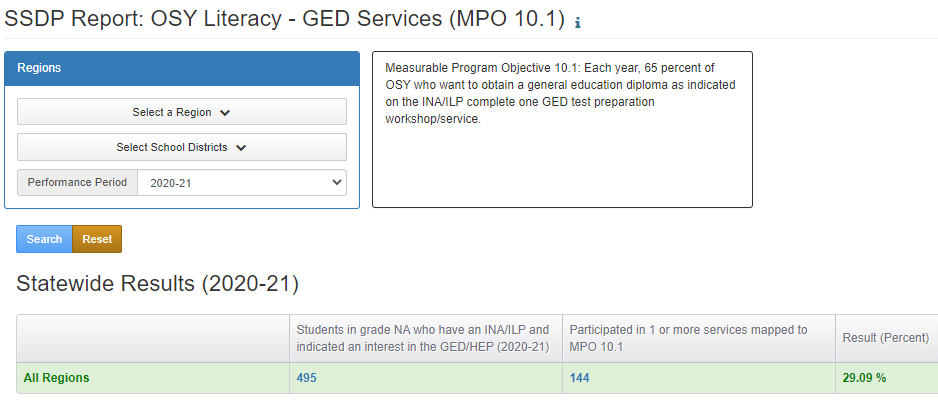 SSDP Report: OSY Literacy - GED Services (MPO 10.1) i
Regions
Select a Region
Select School Districts
Performance Period 2020-21
Measurable Program Objective 10.1: Each year, 65 percent of
OSY who want to obtain a general education diploma as indicated
on the INA/ILP complete one GED test preparation
workshop/service.
Search Reset
Statewide Results (2020-21)
Students in grade NA who have an INA/ILP and
indicated an interest in the GED/HEP (2020-21)
Participated in 1 or more services mapped to
MPO 10.1
Result (Percent)
All Regions 495 144 29.09 %